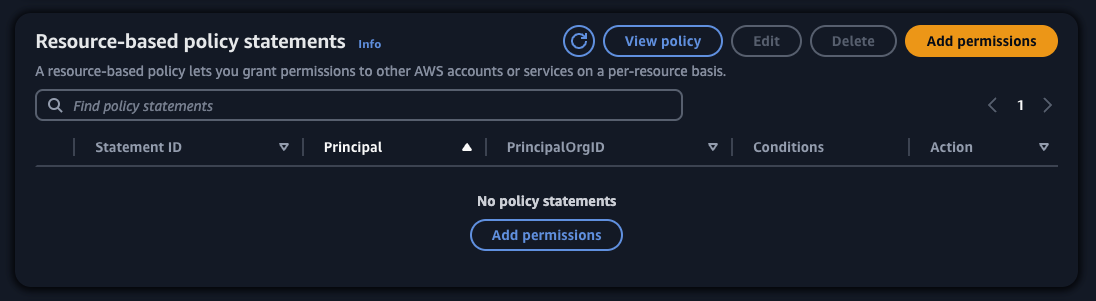 Resource-based policy statements Info
View policy
Edit
Delete
Add permissions
A resource-based policy lets you grant permissions to other AWS accounts or services on a per-resource basis.
Find policy statements
1
Statement ID
Principal
PrincipalOrgID
Conditions
Action
No policy statements
Add permissions